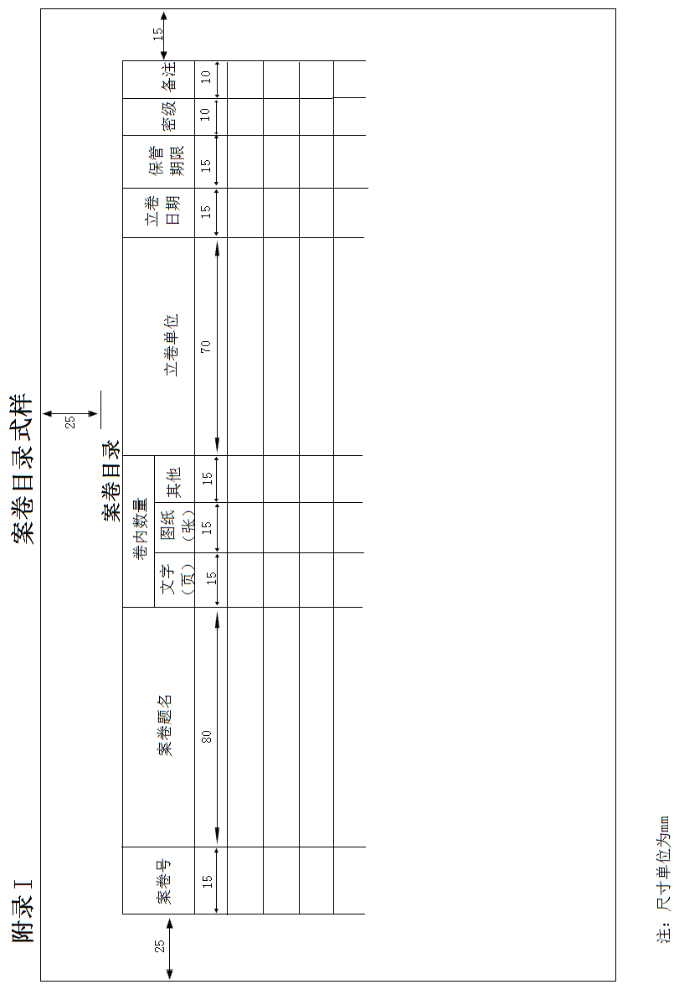 附录Ⅰ
案卷目录式样
25
案卷目录
案卷号
案卷题名
卷内数量
文字
(页)
图纸
(张)
其他
立卷单位
立卷
日期
保管
期限
密级
备注
25
15
80
15
15
15
70
15
15
10
10
15
注：尺寸单位为mm